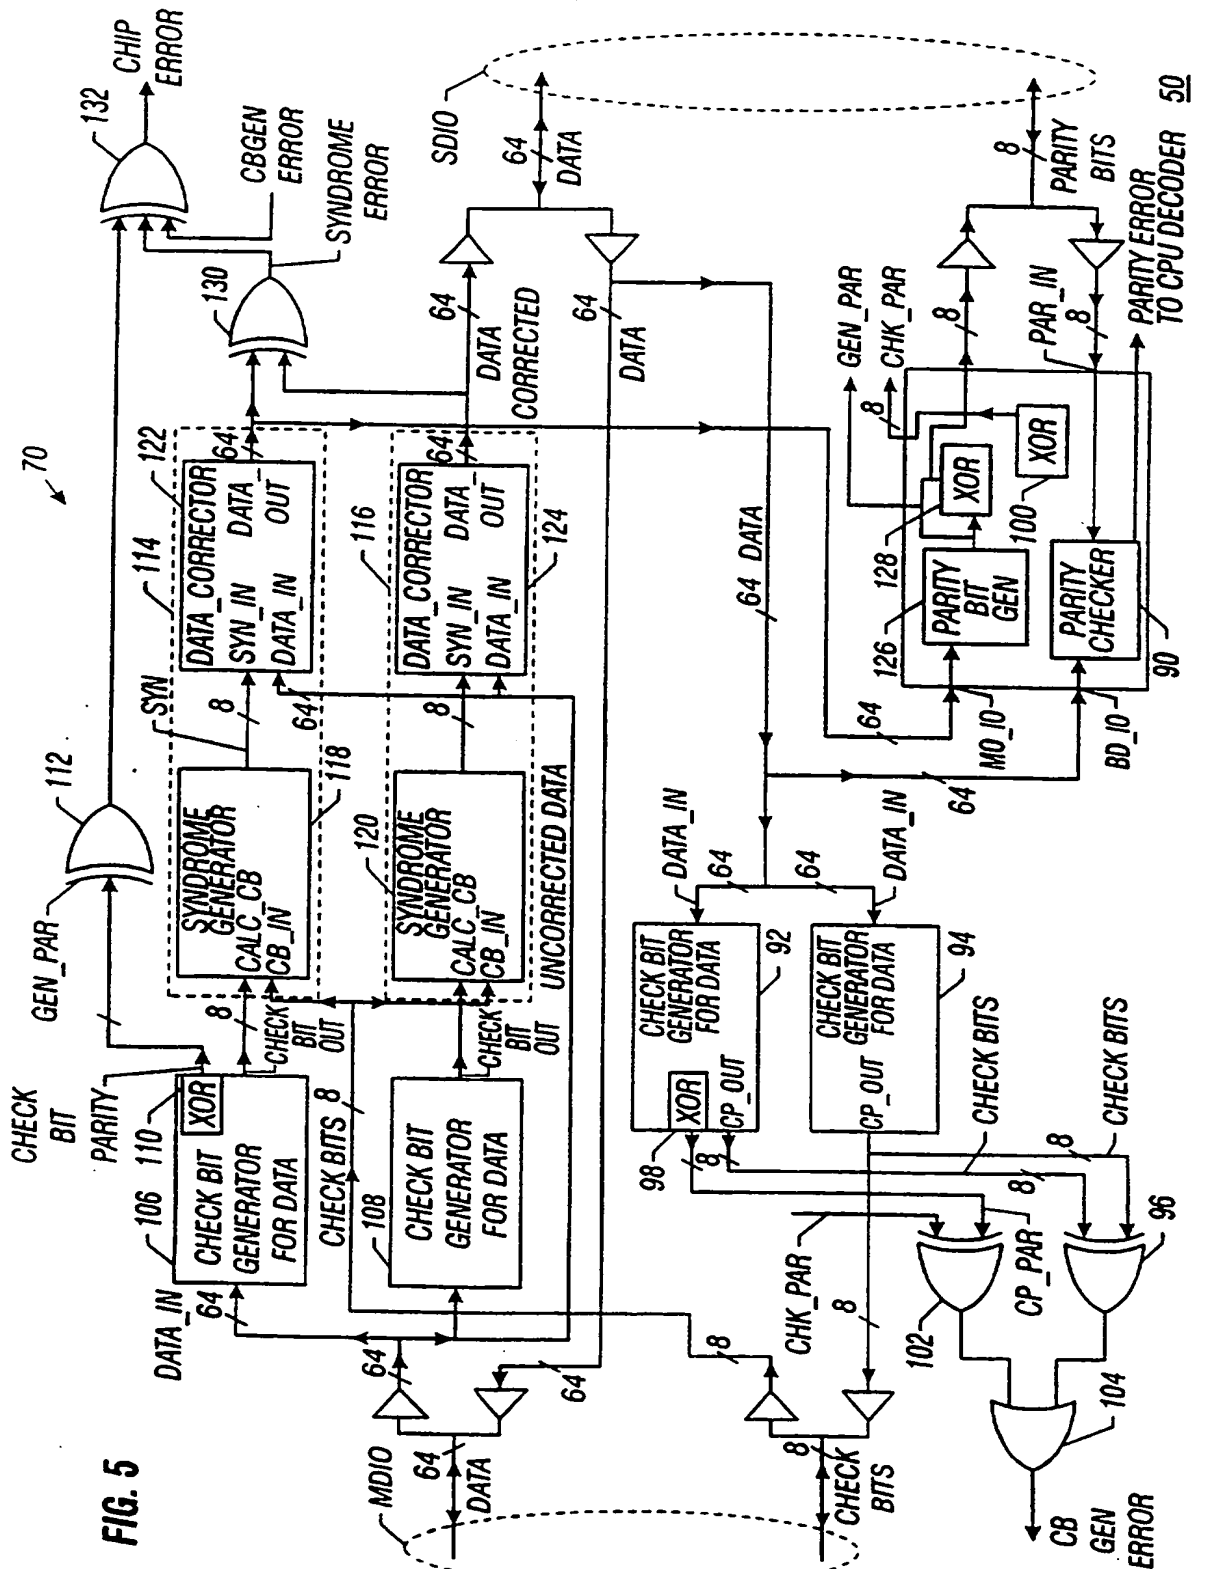 FIG. 5
70
50
132
CHIP
ERROR
CBGEN
ERROR
SYNDROME
ERROR
130
112
GEN_PAR
CHECK
BIT
PARITY
110
XOR
106
CHECK BIT
GENERATOR
FOR DATA
DATA_IN
64
8
CHECK
BIT
OUT
114
SYN
118
SYNDROME
GENERATOR
CALC_CB
CB_IN
8
122
DATA_CORRECTOR
SYN_IN
DATA_IN
DATA_
OUT
64
64
108
CHECK BIT
GENERATOR
FOR DATA
CHECK
BIT
OUT
CHECK BITS
8
116
120
SYNDROME
GENERATOR
CALC_CB
CB_IN
8
124
DATA_CORRECTOR
SYN_IN
DATA_IN
DATA_
OUT
64
UNCORRECTED DATA
64
DATA
CORRECTED
64
DATA
SDIO
64
DATA
MDIO
64
DATA
64
64
8
CHECK
BITS
8
64 DATA
DATA_IN
64
64
DATA_IN
92
CHECK BIT
GENERATOR
FOR DATA
XOR
CP_OUT
98
8
8
94
CHECK BIT
GENERATOR
FOR DATA
CP_OUT
8
CHECK BITS
8
CHECK BITS
8
CHK_PAR
CP_PAR
102
96
104
CB
GEN
ERROR
64
MO_IO
64
BD_IO
126
PARITY
BIT
GEN
128
XOR
100
XOR
PARITY
CHECKER
90
GEN_PAR
CHK_PAR
8
8
PAR_IN
8
8
PARITY
BITS
PARITY ERROR
TO CPU DECODER